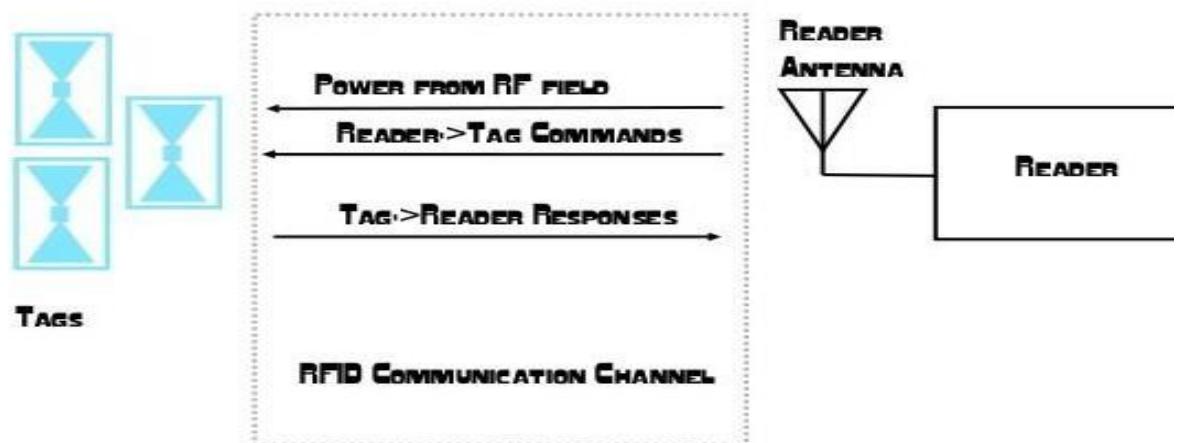 Reader
Antenna
Power from RF field
Reader->Tag Commands
Reader
Tag->Reader Responses
Tags
RFID Communication Channel